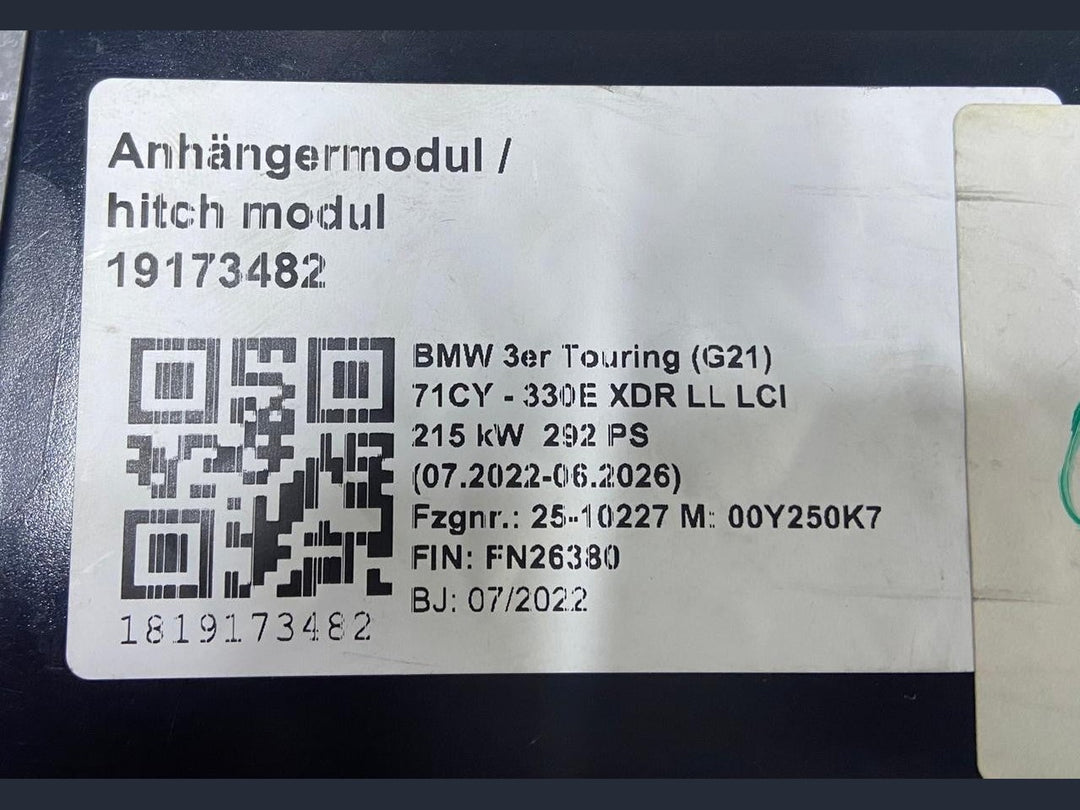 Anhängermodul /
hitch modul
19173482
BMW 3er Touring (G21)
71CY - 330E XDR LL LCI
215 kW 292 PS
(07.2022-06.2026)
Fzgnr.: 25-10227 M: 00Y250K7
FIN: FN26380
BJ: 07/2022
1819173482